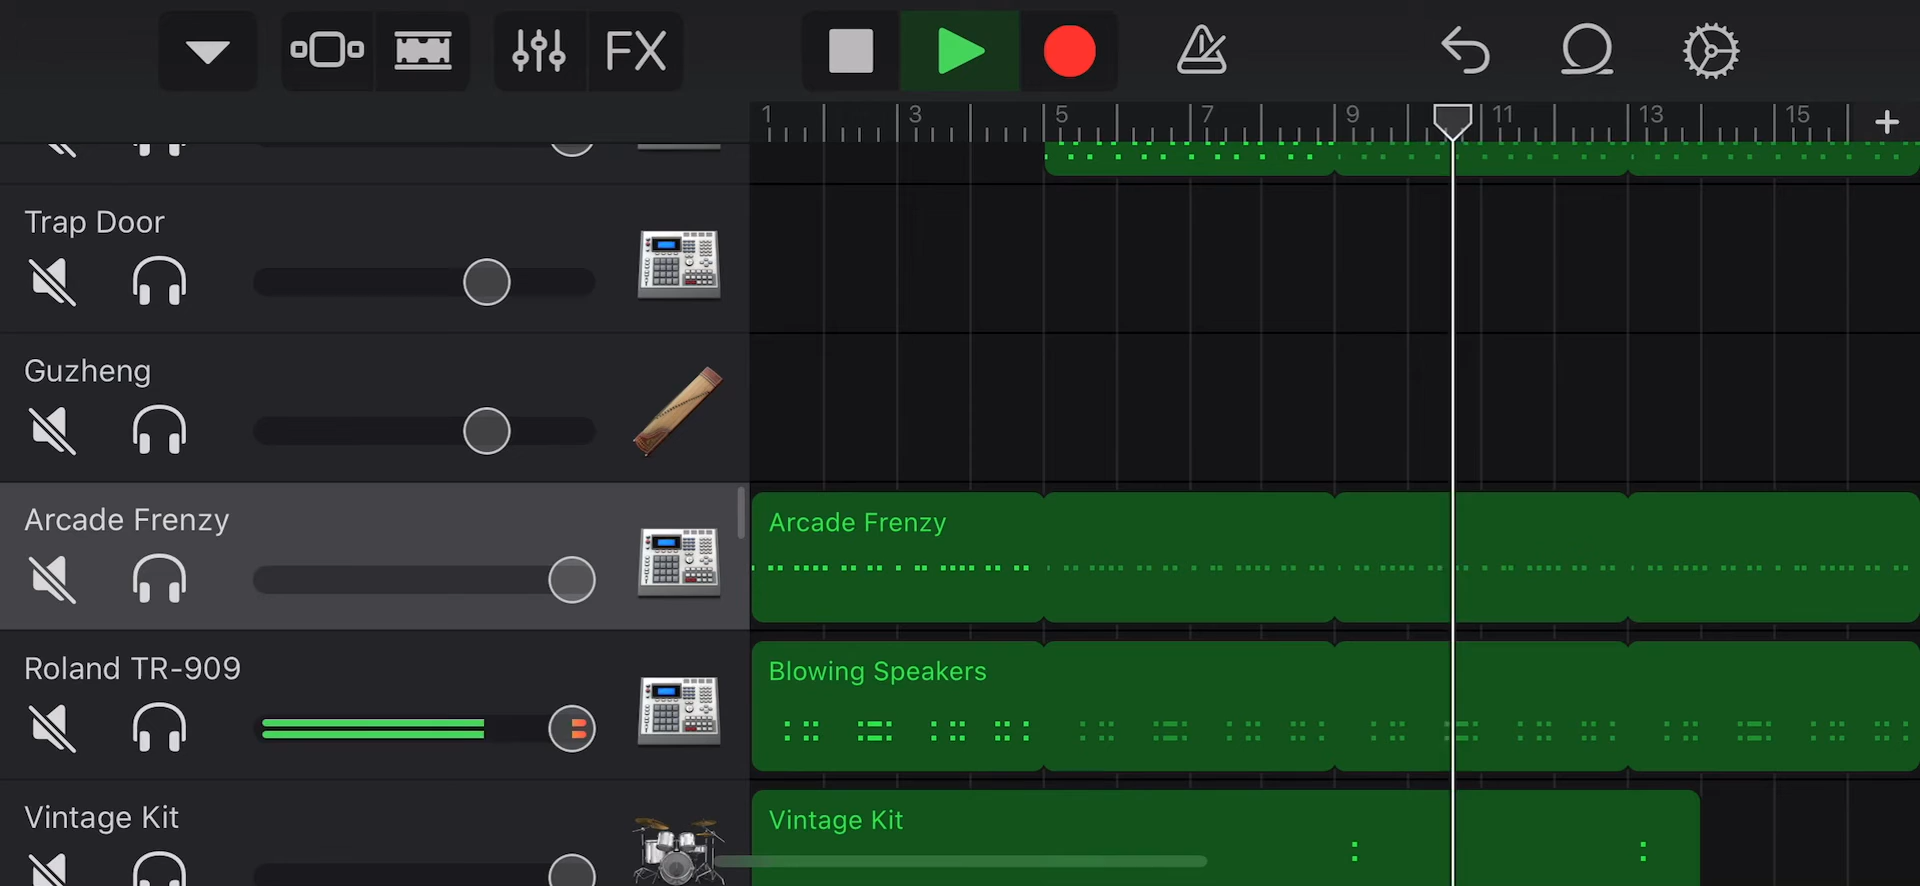 FX
1 3 5 7 9 11 13 15 +
Trap Door
Guzheng
Arcade Frenzy
Arcade Frenzy
Roland TR-909
Blowing Speakers
Vintage Kit
Vintage Kit